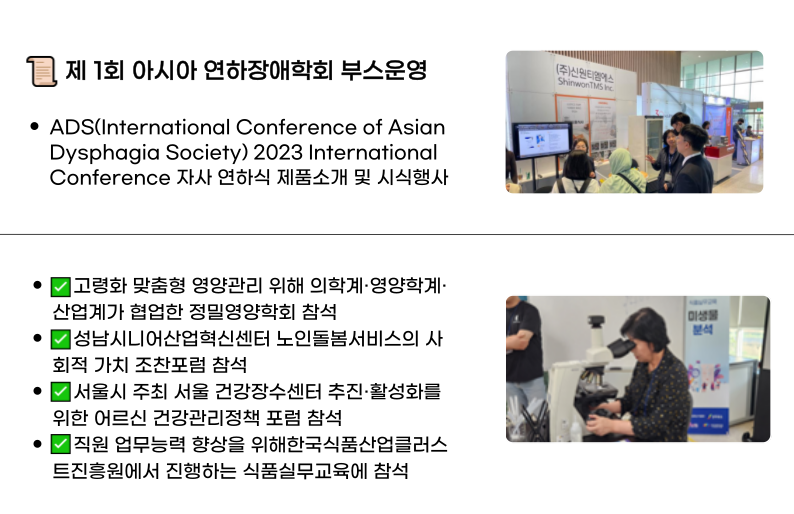 제 1회 아시아 연하장애학회 부스운영
ADS(International Conference of Asian
Dysphagia Society) 2023 International
Conference 자사 연하식 제품소개 및 시식행사
(주)신원티엠에스
ShinwonTMS Inc.
고령화 맞춤형 영양관리 위해 의학계·영양학계·
산업계가 협업한 정밀영양학회 참석
성남시니어산업혁신센터 노인돌봄서비스의 사
회적 가치 조찬포럼 참석
서울시 주최 서울 건강장수센터 추진·활성화를
위한 어르신 건강관리정책 포럼 참석
직원 업무능력 향상을 위해한국식품산업클러스
트진흥원에서 진행하는 식품실무교육에 참석
식품실무교육
미생물
분석